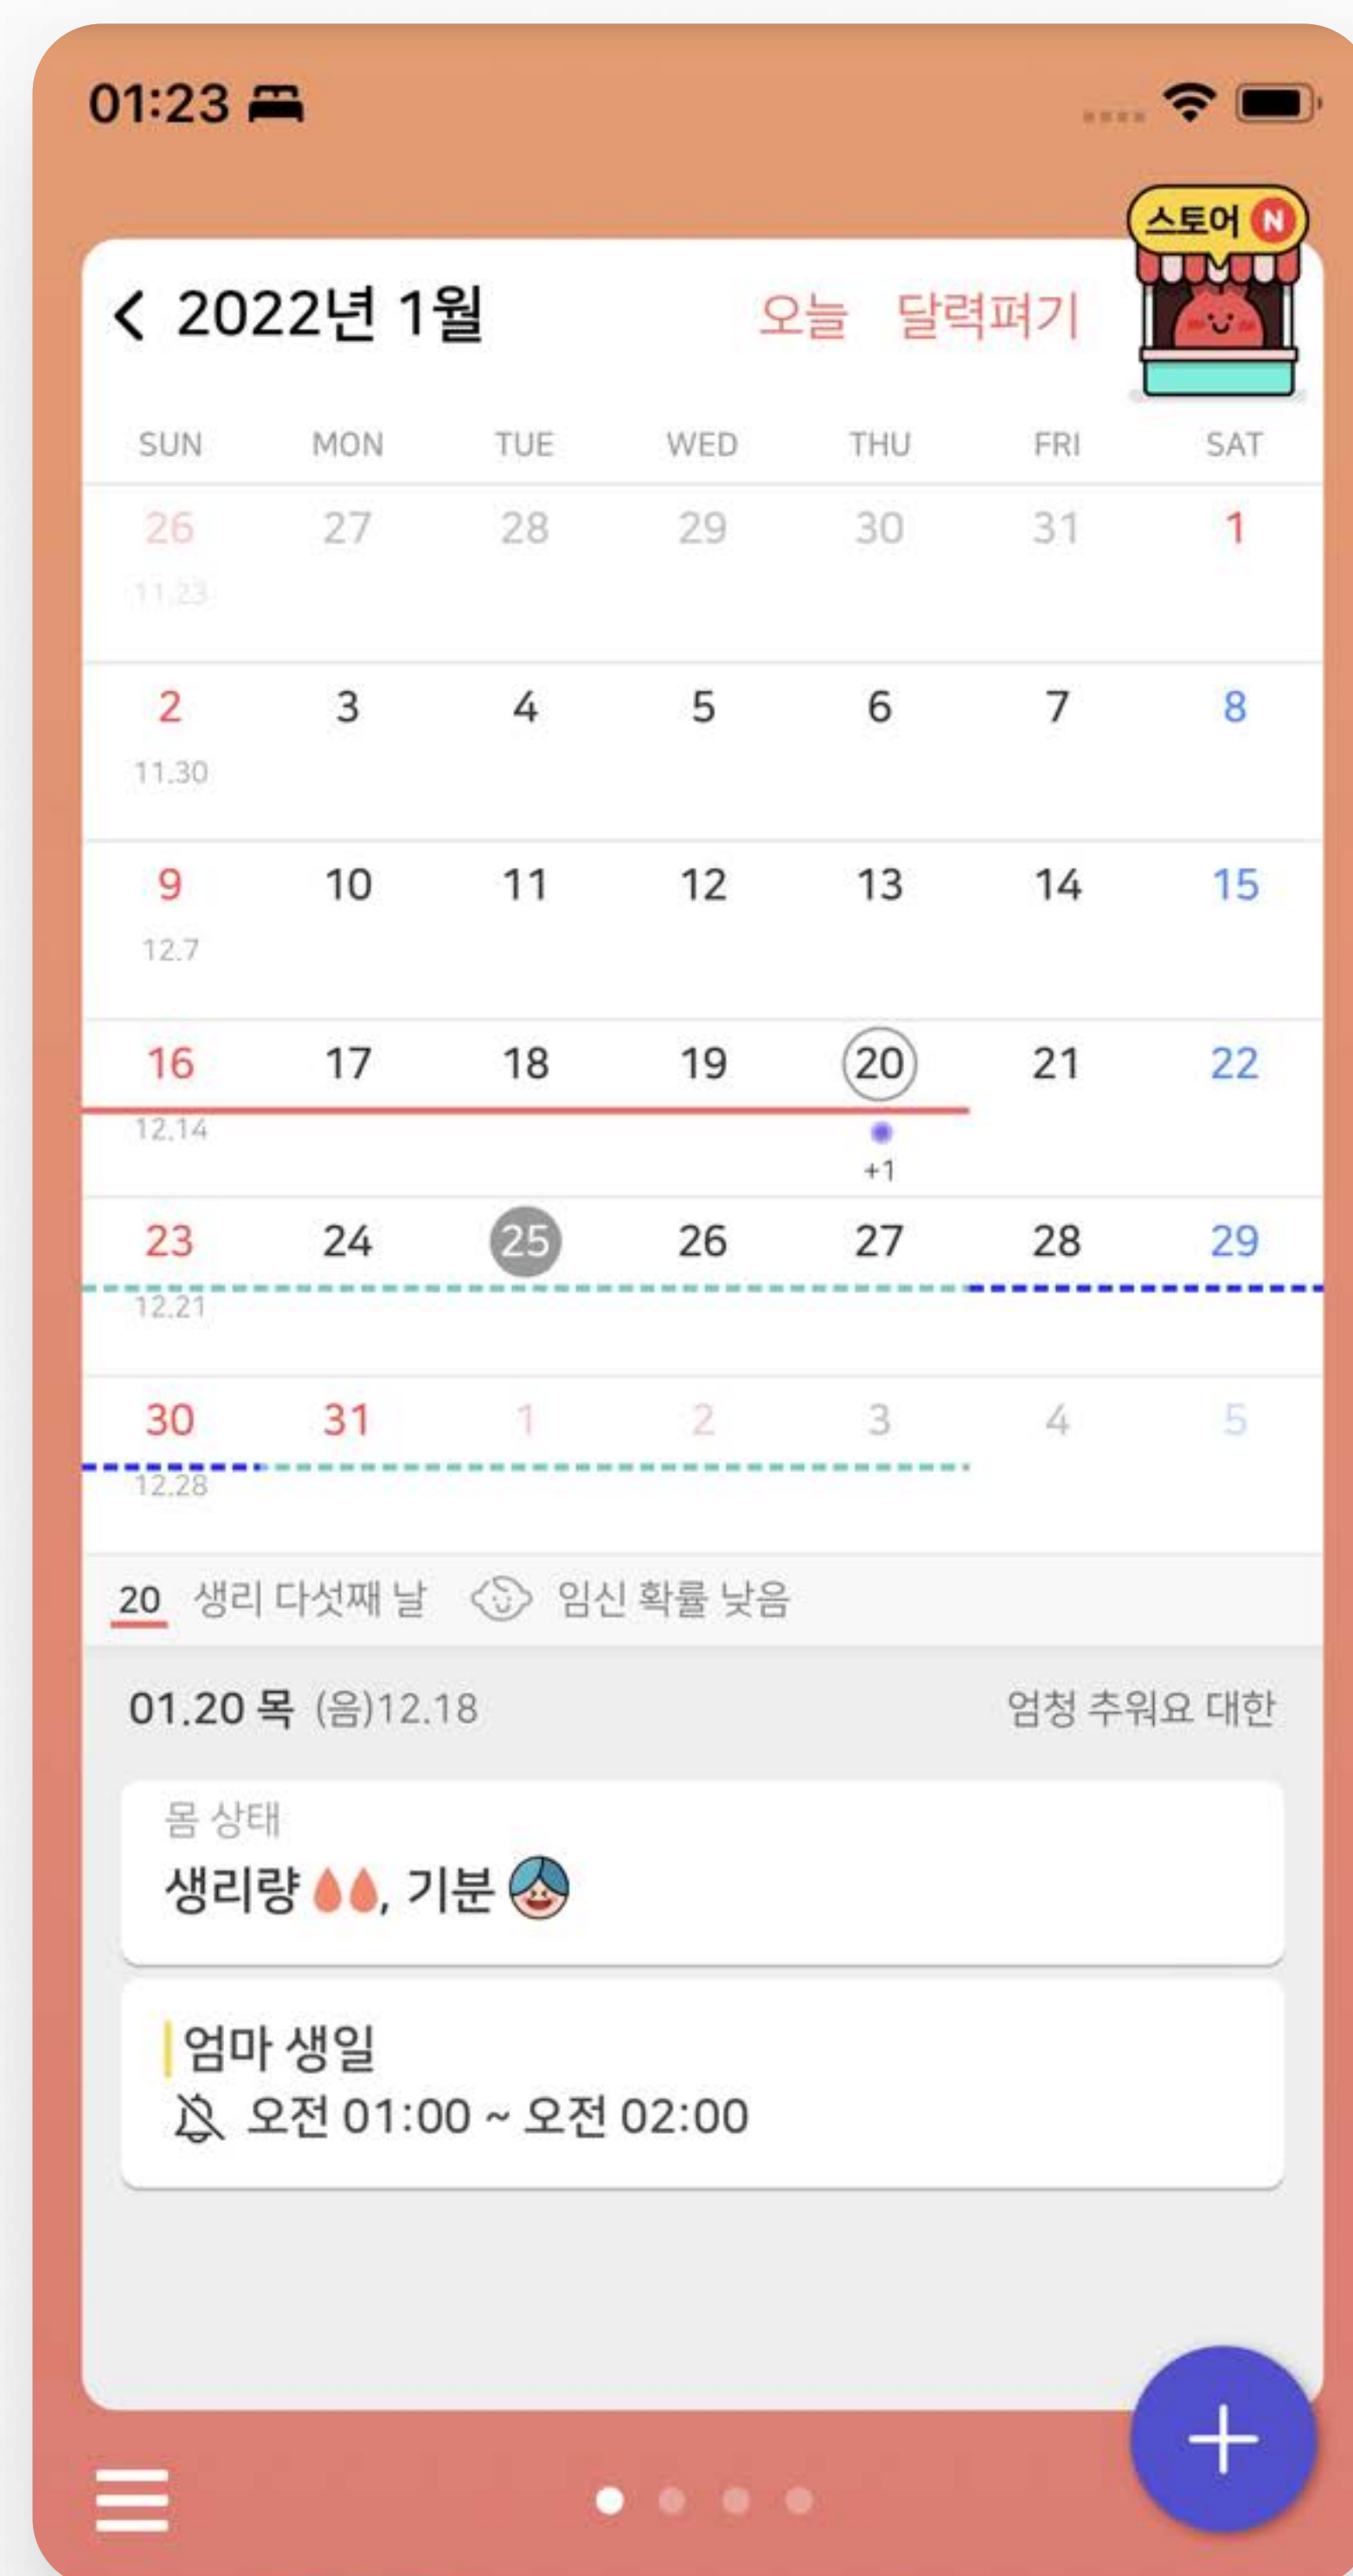 01:23
스토어 N
2022년 1월 오늘 달력펴기
SUN MON TUE WED THU FRI SAT
26 27 28 29 30 31 1
11.23
2 3 4 5 6 7 8
11.30
9 10 11 12 13 14 15
12.7
16 17 18 19 20 21 22
12.14
+1
23 24 25 26 27 28 29
12.21
30 31 1 2 3 4 5
12.28
20 생리 다섯째 날 임신 확률 낮음
01.20 목 (음)12.18 엄청 추워요 대한
몸 상태
생리량, 기분
엄마 생일
오전 01:00 ~ 오전 02:00